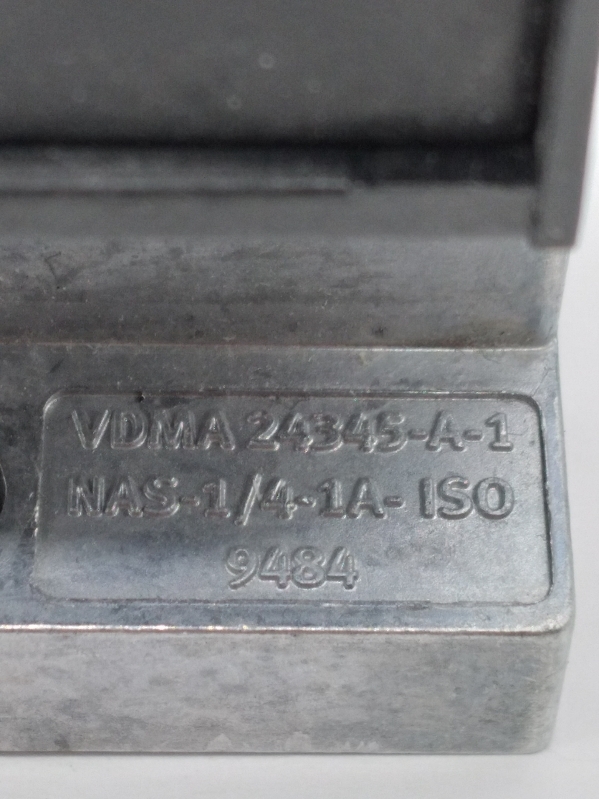 VDMA 24345-A-1
NAS-1/4-1A- ISO
9484